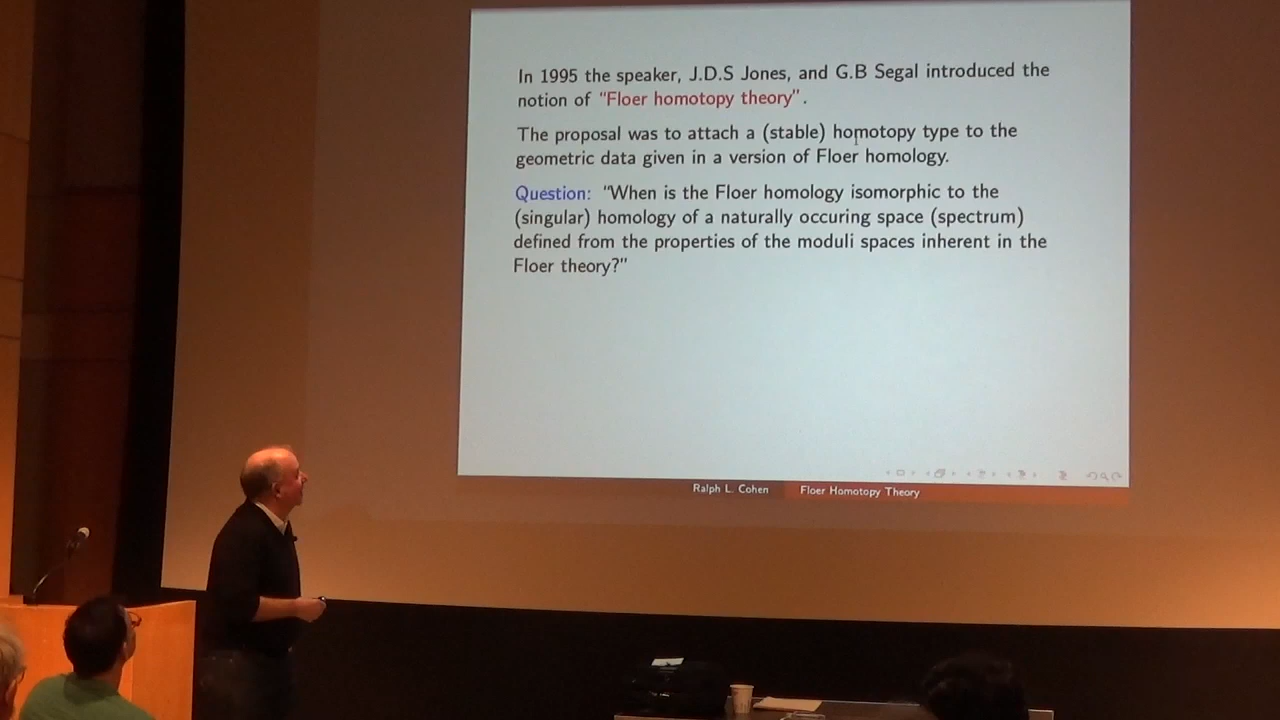 In 1995 the speaker, J.D.S Jones, and G.B Segal introduced the
notion of "Floer homotopy theory".
The proposal was to attach a (stable) homotopy type to the
geometric data given in a version of Floer homology.
Question: "When is the Floer homology isomorphic to the
(singular) homology of a naturally occuring space (spectrum)
defined from the properties of the moduli spaces inherent in the
Floer theory?"
Ralph L. Cohen
Floer Homotopy Theory